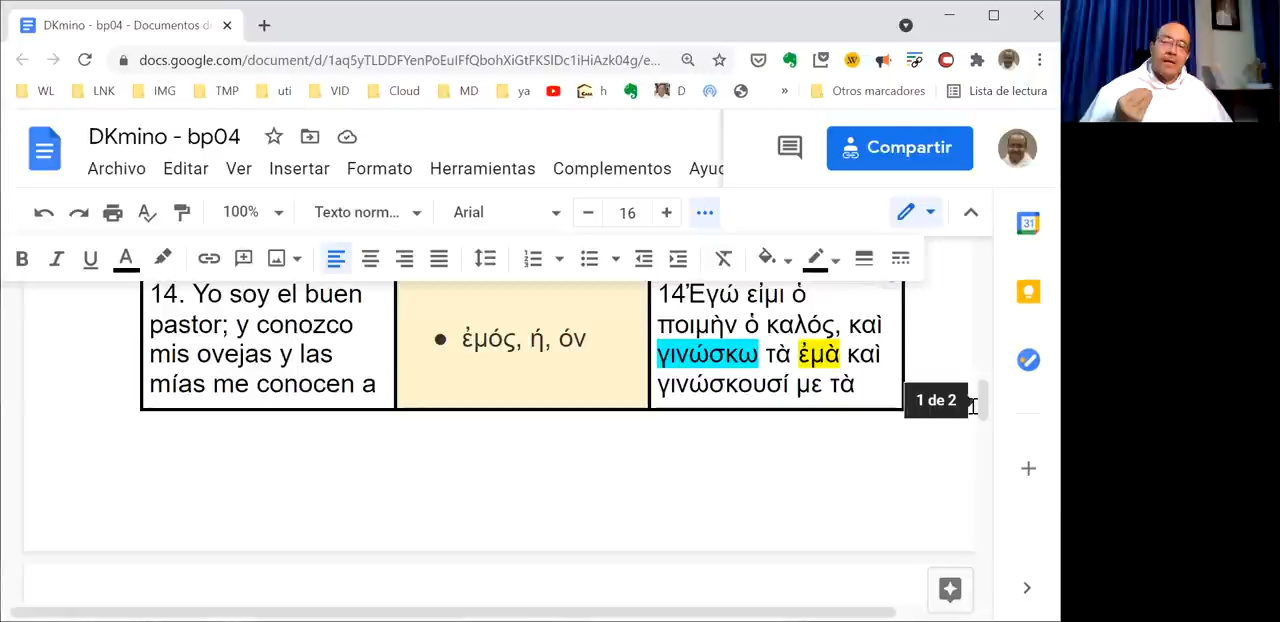 DKmino - bp04 - Documentos d
docs.google.com/document/d/1aq5yTLDDFYenPoEuIFfQbohXiGtFKSlDc1iHiAzk04g/e...
WL LNK IMG TMP uti VID Cloud MD ya h D » Otros marcadores Lista de lectura
DKmino - bp04
Compartir
Archivo Editar Ver Insertar Formato Herramientas Complementos Ayuc
100% Texto norm... Arial 16
31
B I U A
14. Yo soy el buen
pastor; y conozco
mis ovejas y las
mías me conocen a
● ἐμός, ή, όν
14Ἐγώ εἰμι ὁ
ποιμὴν ὁ καλός, καὶ
γινώσκω τὰ ἐμὰ καὶ
γινώσκουσί με τὰ
1 de 2